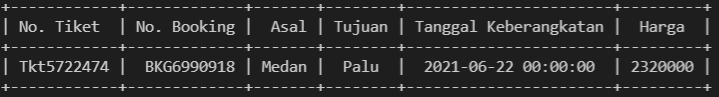 No. Tiket | No. Booking | Asal | Tujuan | Tanggal Keberangkatan | Harga
Tkt5722474 | BKG6990918 | Medan | Palu | 2021-06-22 00:00:00 | 2320000